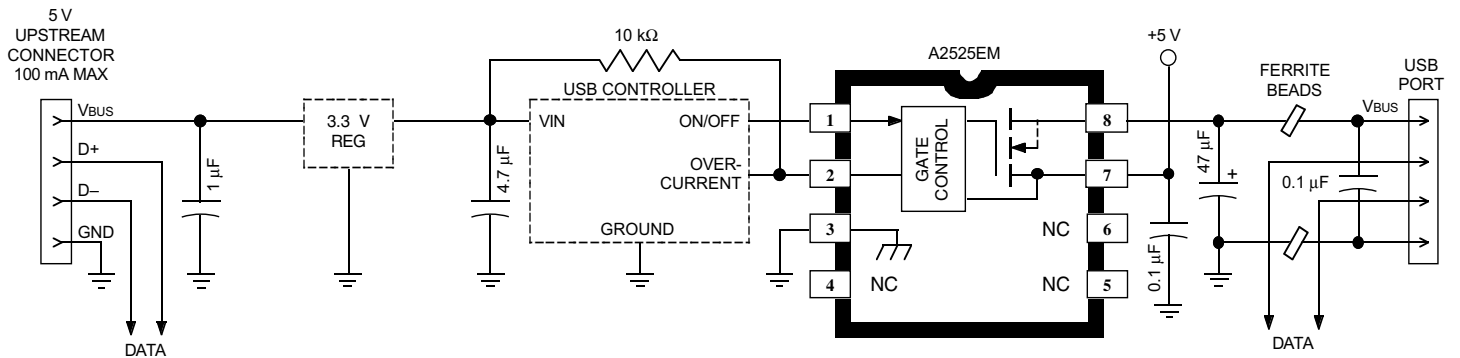 5 V
UPSTREAM
CONNECTOR
100 mA MAX
VBUS
D+
D–
GND
DATA
1 µF
3.3 V
REG
4.7 µF
10 kΩ
USB CONTROLLER
VIN
ON/OFF
OVER-
CURRENT
GROUND
A2525EM
1
2
3
4
NC
GATE
CONTROL
8
7
NC
6
NC
5
+5 V
0.1 µF
47 µF
+
FERRITE
BEADS
0.1 µF
VBUS
USB
PORT
DATA